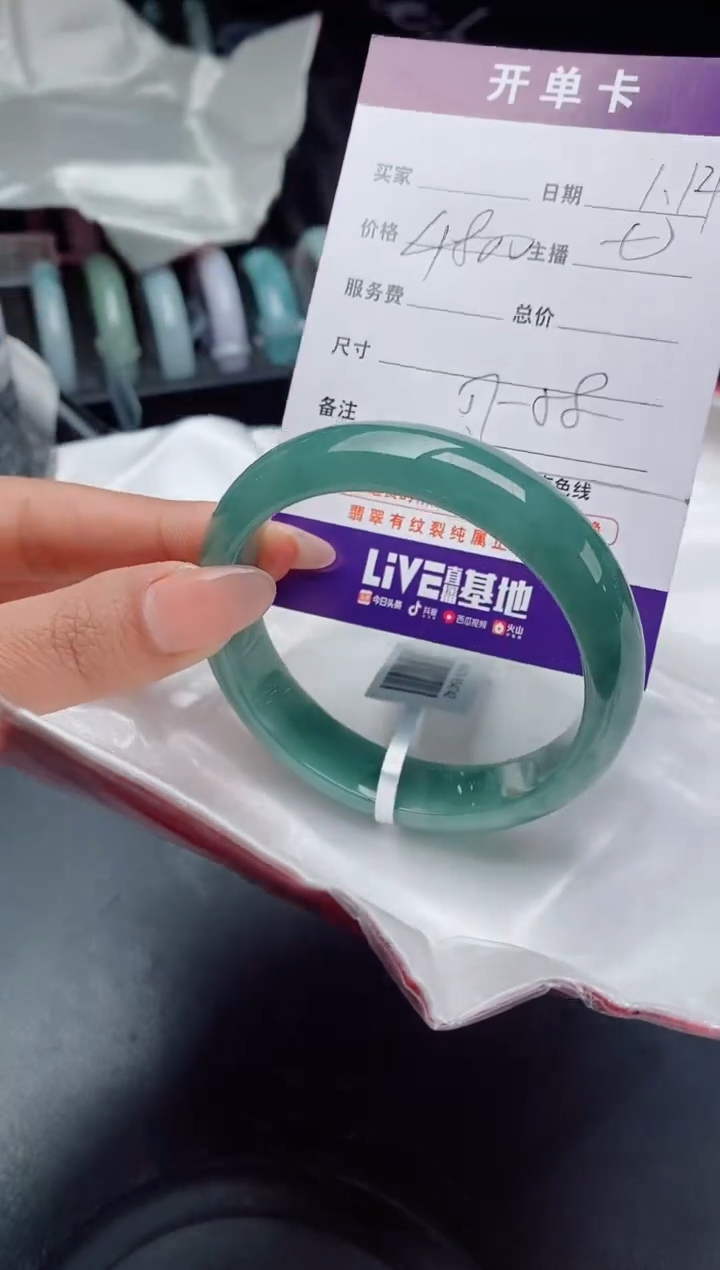 开单卡
买家 日期 1.14
价格 4800 主播 七
服务费 总价
尺寸
备注
色线
翡翠有纹裂纯属正
LiVE直播基地
今日头条 抖音 西瓜视频 火山